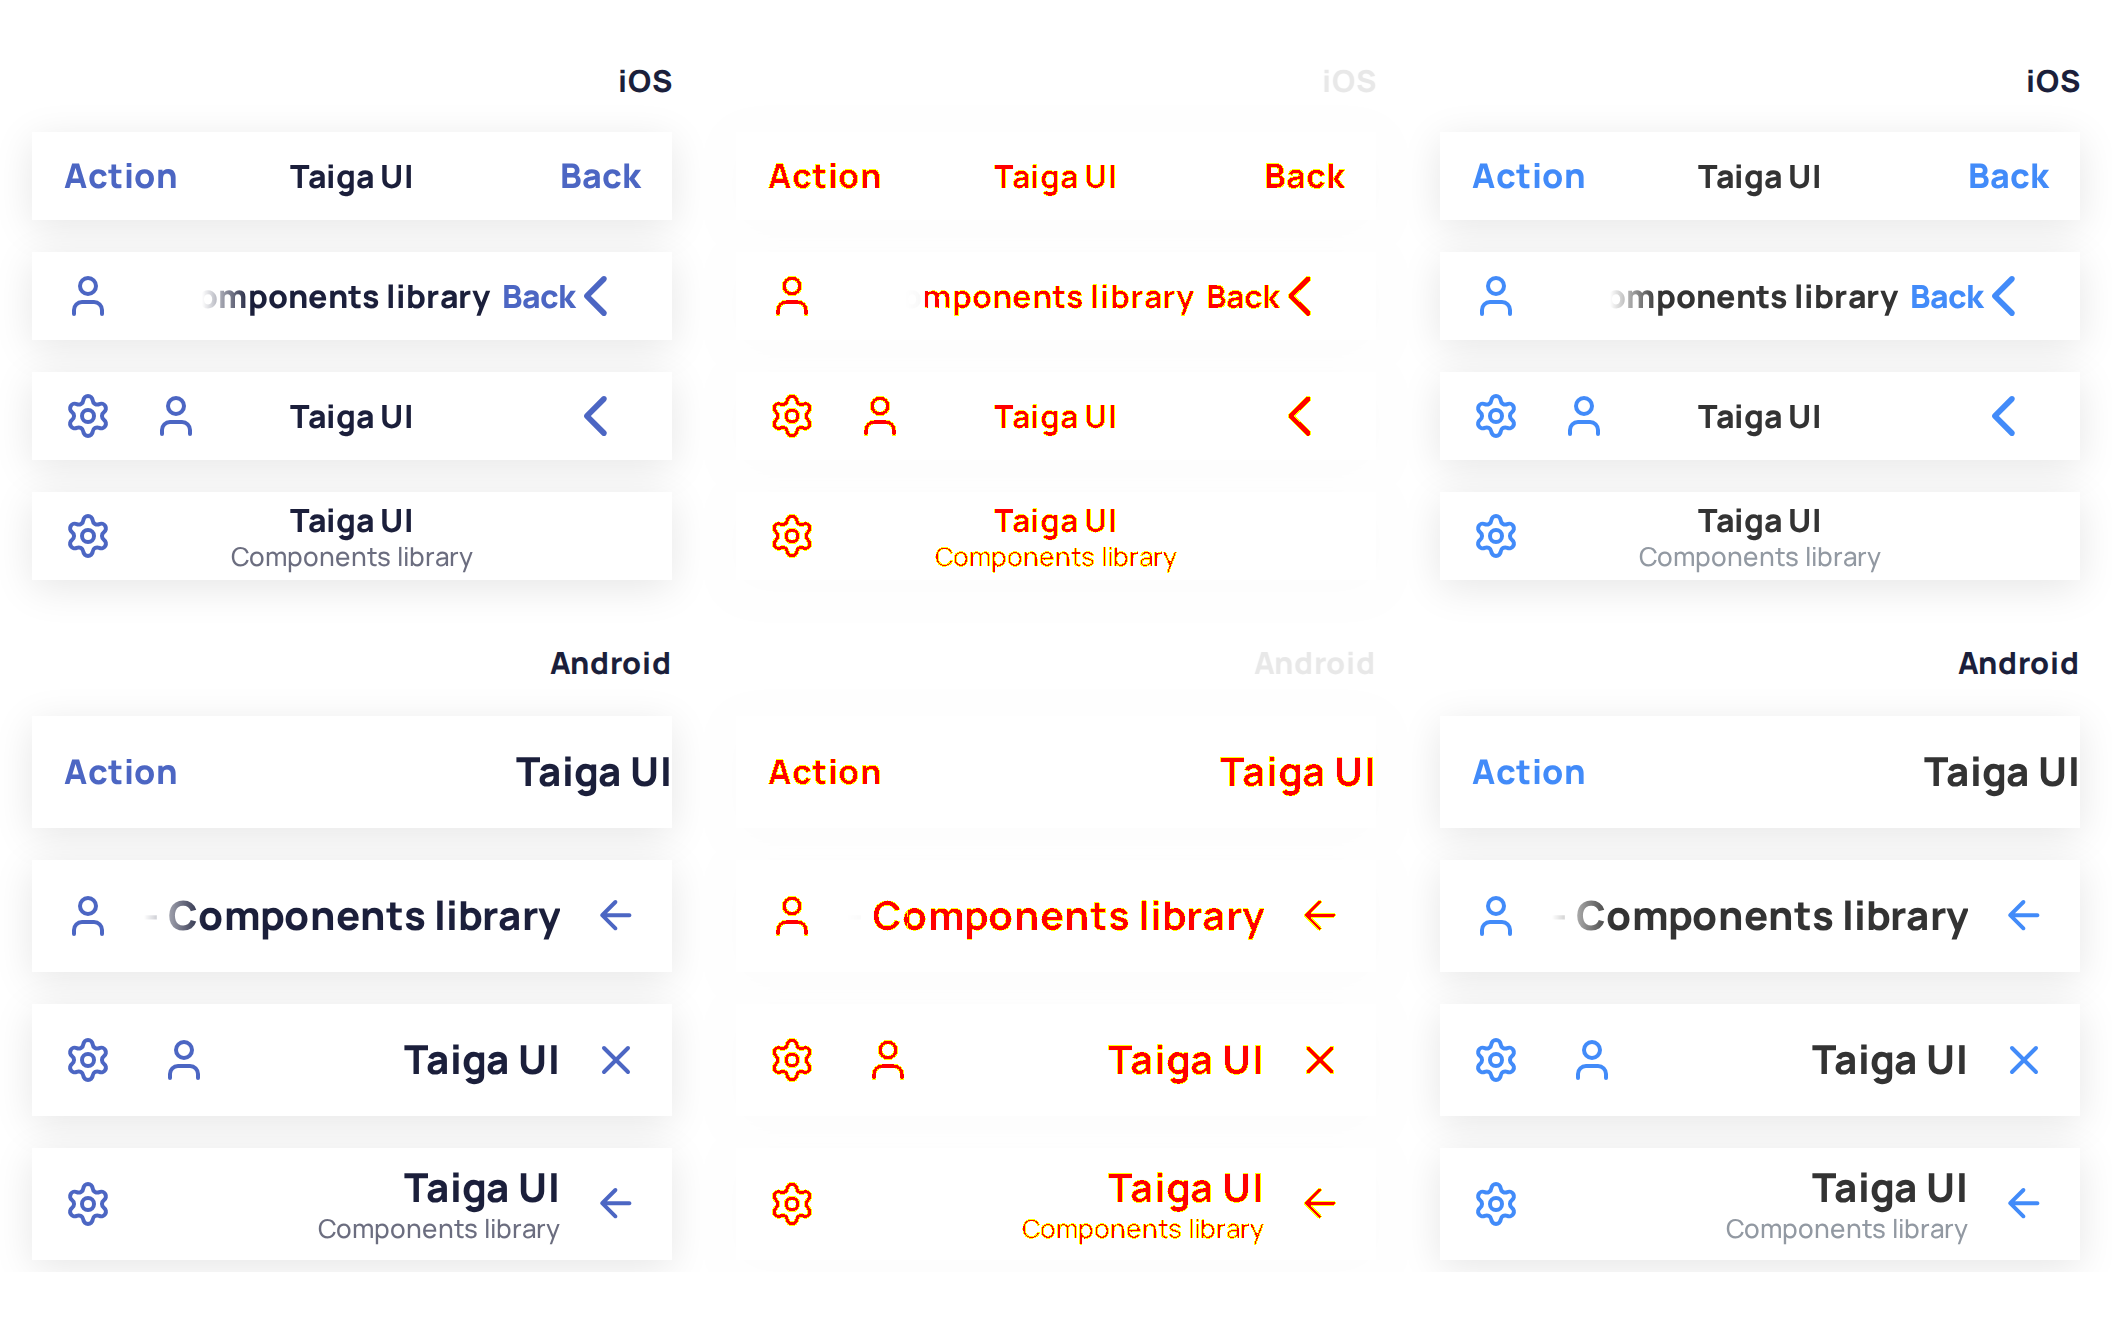 iOS
Action Taiga UI Back
omponents library Back
Taiga UI
Taiga UI
Components library
Android
Action Taiga UI
- Components library
Taiga UI
Taiga UI
Components library
iOS
Action Taiga UI Back
mponents library Back
Taiga UI
Taiga UI
Components library
Android
Action Taiga UI
Components library
Taiga UI
Taiga UI
Components library
iOS
Action Taiga UI Back
omponents library Back
Taiga UI
Taiga UI
Components library
Android
Action Taiga UI
- Components library
Taiga UI
Taiga UI
Components library